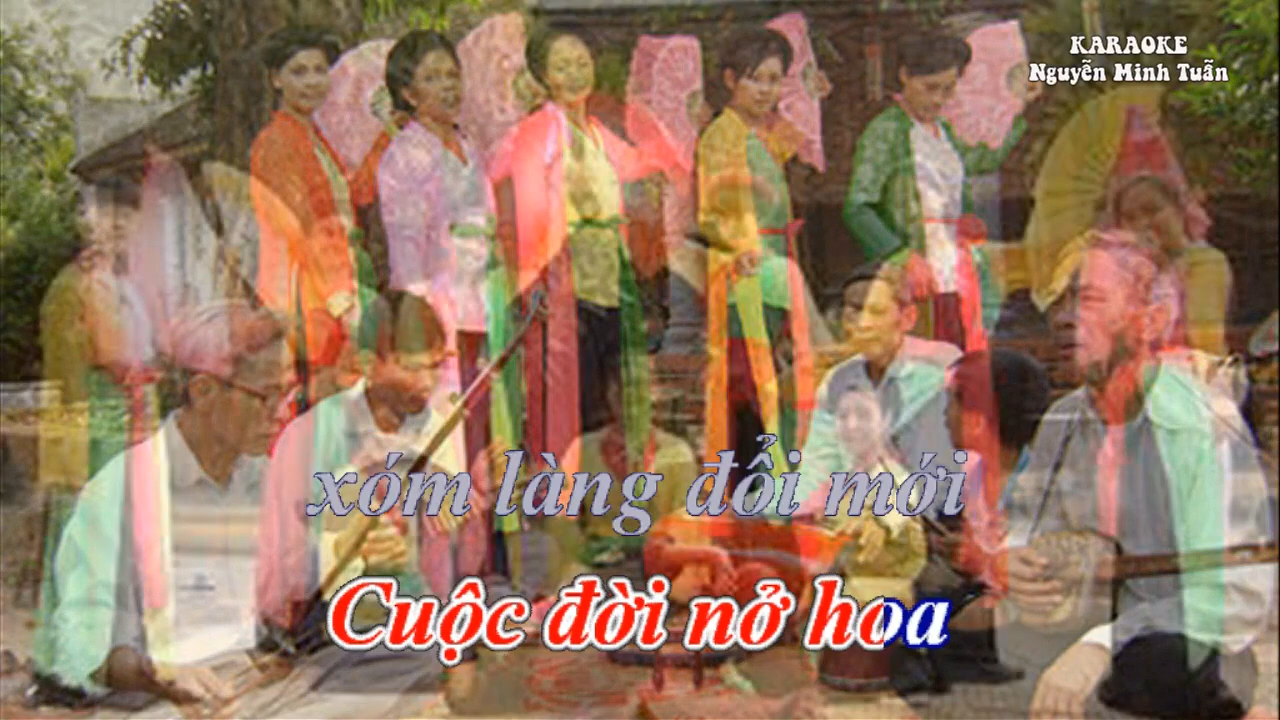 KARAOKE
Nguyễn Minh Tuấn
xóm làng đổi mới
Cuộc đời nở hoa